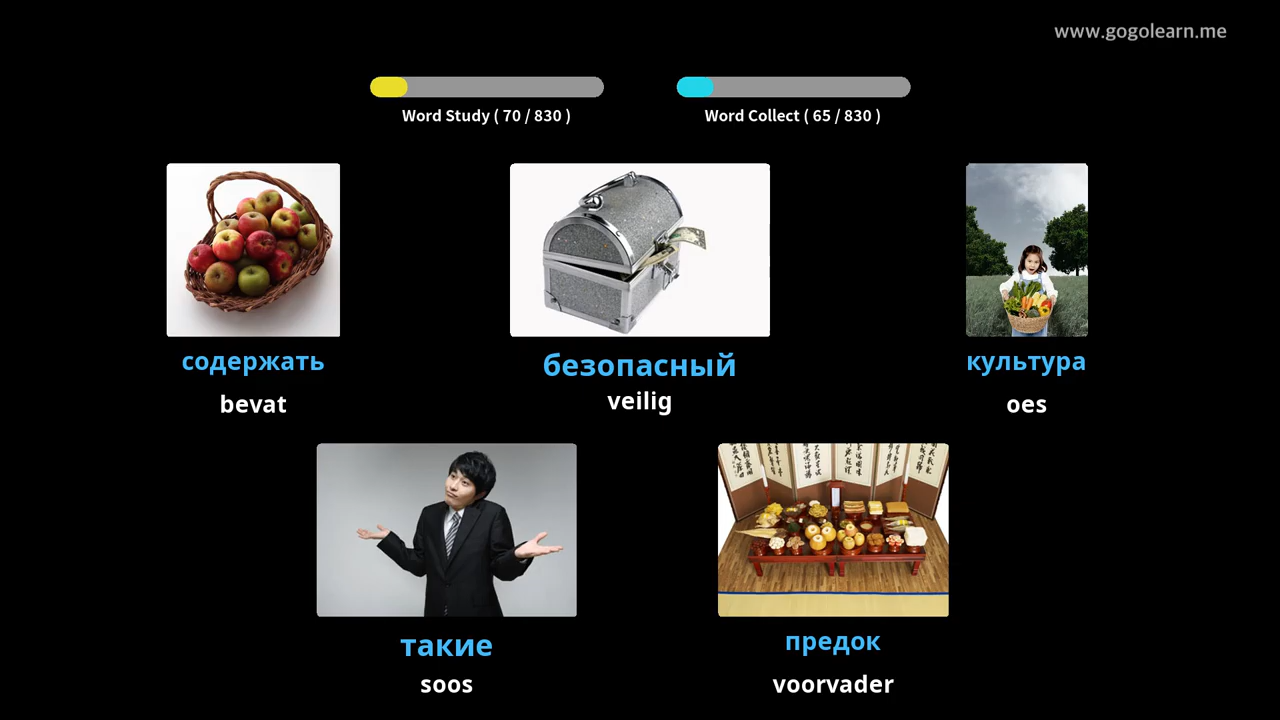 www.gogolearn.me
Word Study ( 70 / 830 )
Word Collect ( 65 / 830 )
содержать
bevat
безопасный
veilig
культура
oes
такие
soos
предок
voorvader